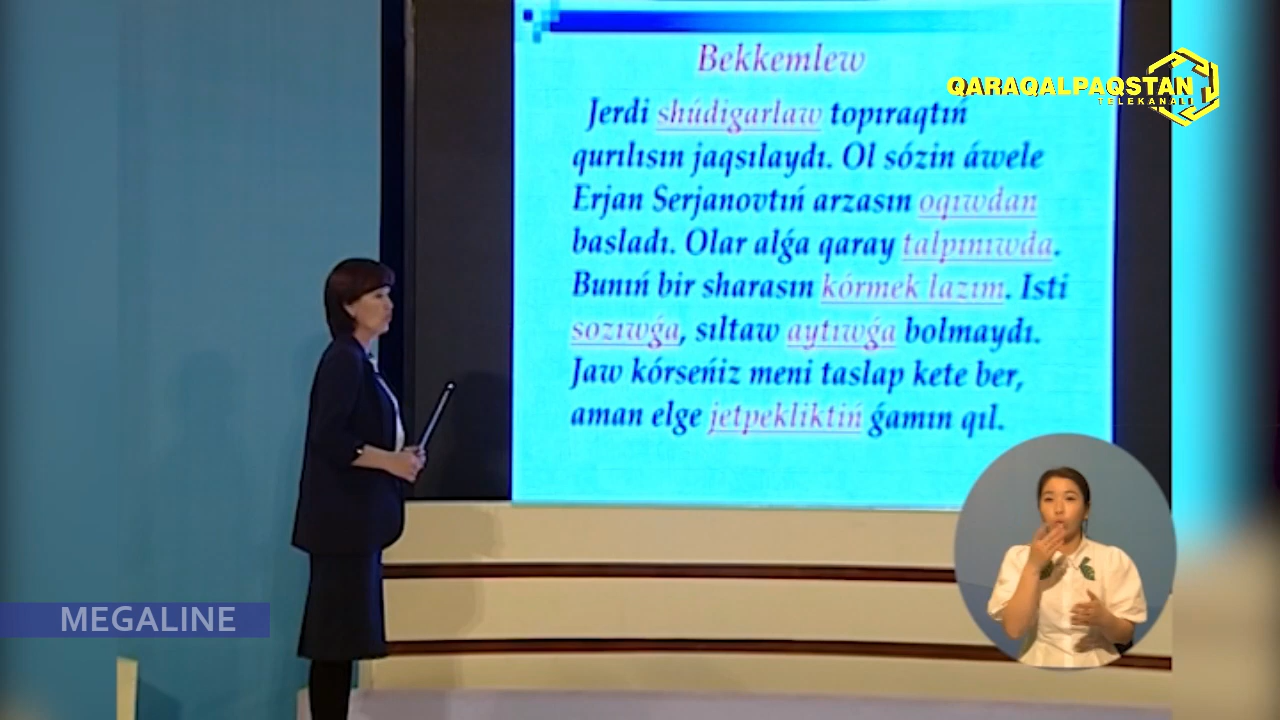 Bekkemlew
QARAQALPAQSTAN
TELEKANALI
Jerdi shúdigarlaw topıraqtıń
qurılısın jaqsılaydı. Ol sózin áwele
Erjan Serjanovtıń arzasın oqıwdan
basladı. Olar alǵa qaray talpınıwda.
Bunıń bir sharasın kórmek lazım. Isti
sozıwǵa, sıltaw aytıwǵa bolmaydı.
Jaw kórseńiz meni taslap kete ber,
aman elge jetpekliktiń ǵamın qıl.
MEGALINE